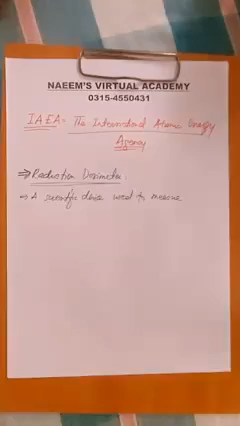 NAEEM'S VIRTUAL ACADEMY
0315-4550431
IAEA = The International Atomic Energy
Agency
⇒ Radiation Dosimeter:
→ A scientific device used to measure